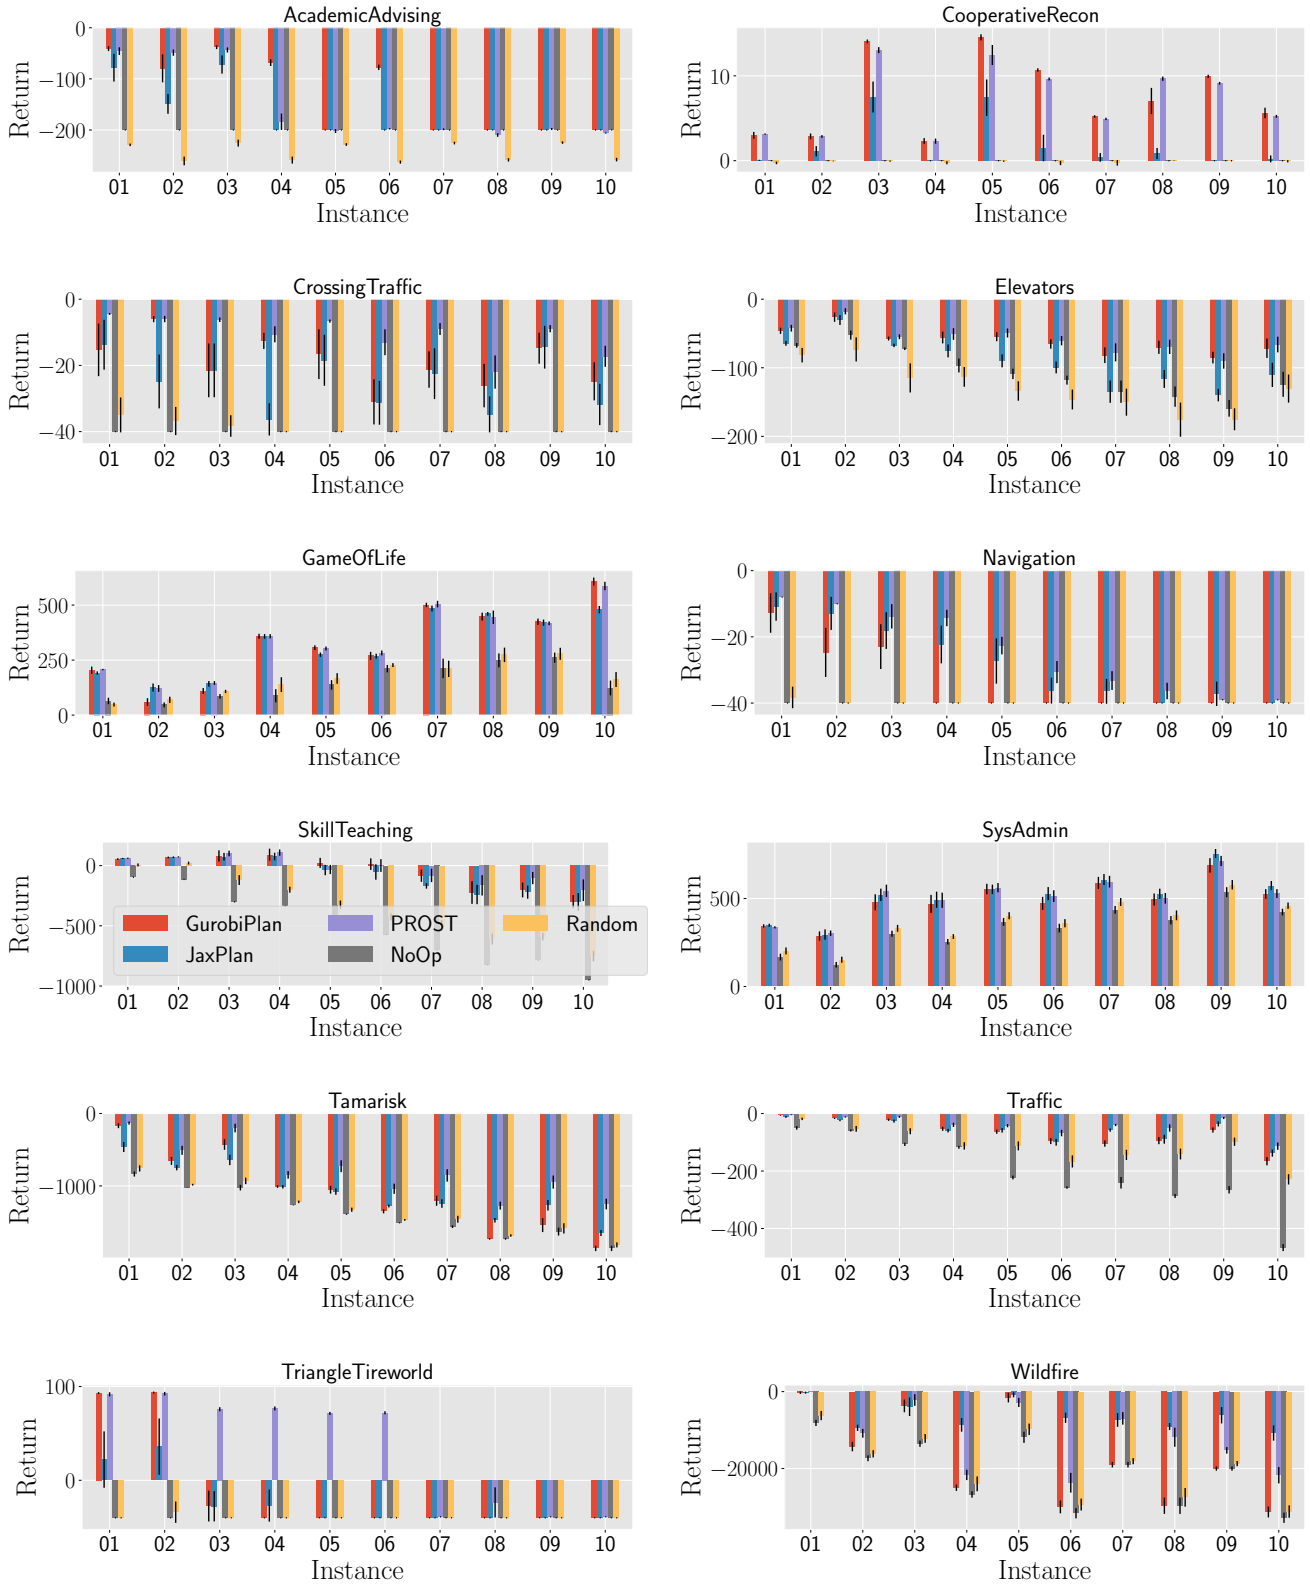 AcademicAdvising
Return
0
−100
−200
01 02 03 04 05 06 07 08 09 10
Instance
CooperativeRecon
Return
10
0
01 02 03 04 05 06 07 08 09 10
Instance
CrossingTraffic
Return
0
−20
−40
01 02 03 04 05 06 07 08 09 10
Instance
Elevators
Return
0
−100
−200
01 02 03 04 05 06 07 08 09 10
Instance
GameOfLife
Return
500
250
0
01 02 03 04 05 06 07 08 09 10
Instance
Navigation
Return
0
−20
−40
01 02 03 04 05 06 07 08 09 10
Instance
SkillTeaching
Return
0
−500
−1000
GurobiPlan PROST Random
JaxPlan NoOp
01 02 03 04 05 06 07 08 09 10
Instance
SysAdmin
Return
500
0
01 02 03 04 05 06 07 08 09 10
Instance
Tamarisk
Return
0
−1000
01 02 03 04 05 06 07 08 09 10
Instance
Traffic
Return
0
−200
−400
01 02 03 04 05 06 07 08 09 10
Instance
TriangleTireworld
Return
100
0
01 02 03 04 05 06 07 08 09 10
Instance
Wildfire
Return
0
−20000
01 02 03 04 05 06 07 08 09 10
Instance